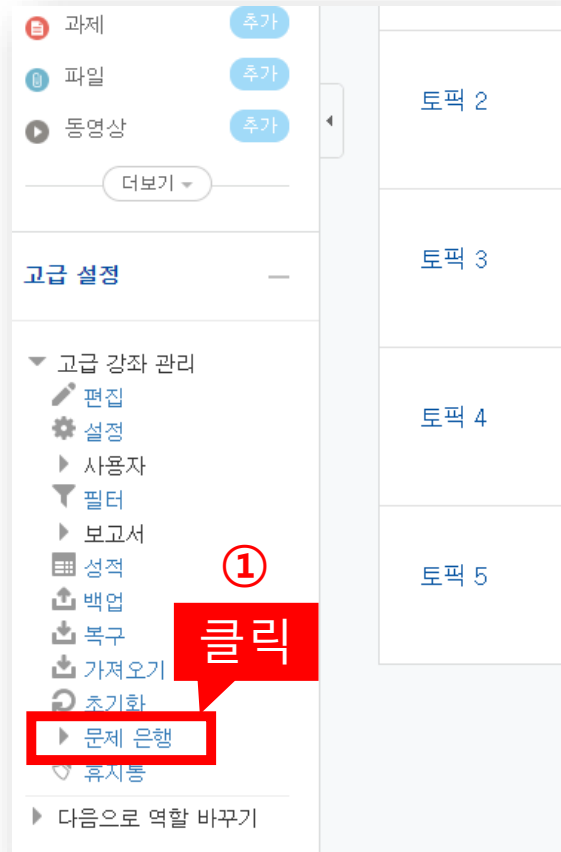 과제
추가
파일
추가
동영상
추가
더보기
고급 설정
고급 강좌 관리
편집
설정
사용자
필터
보고서
성적
백업
복구
가져오기
초기화
문제 은행
휴지통
다음으로 역할 바꾸기
①
클릭
토픽 2
토픽 3
토픽 4
토픽 5